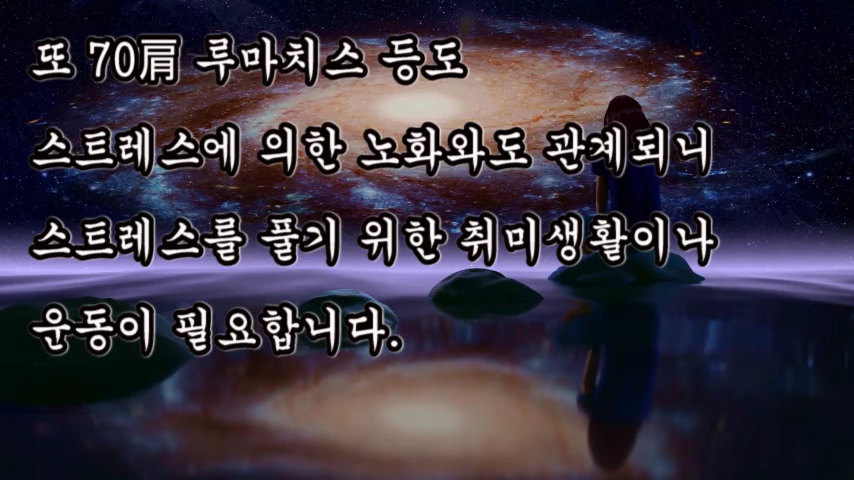 또 70肩 루마치스 등도
스트레스에 의한 노화와도 관계되니
스트레스를 풀기 위한 취미생활이나
운동이 필요합니다.